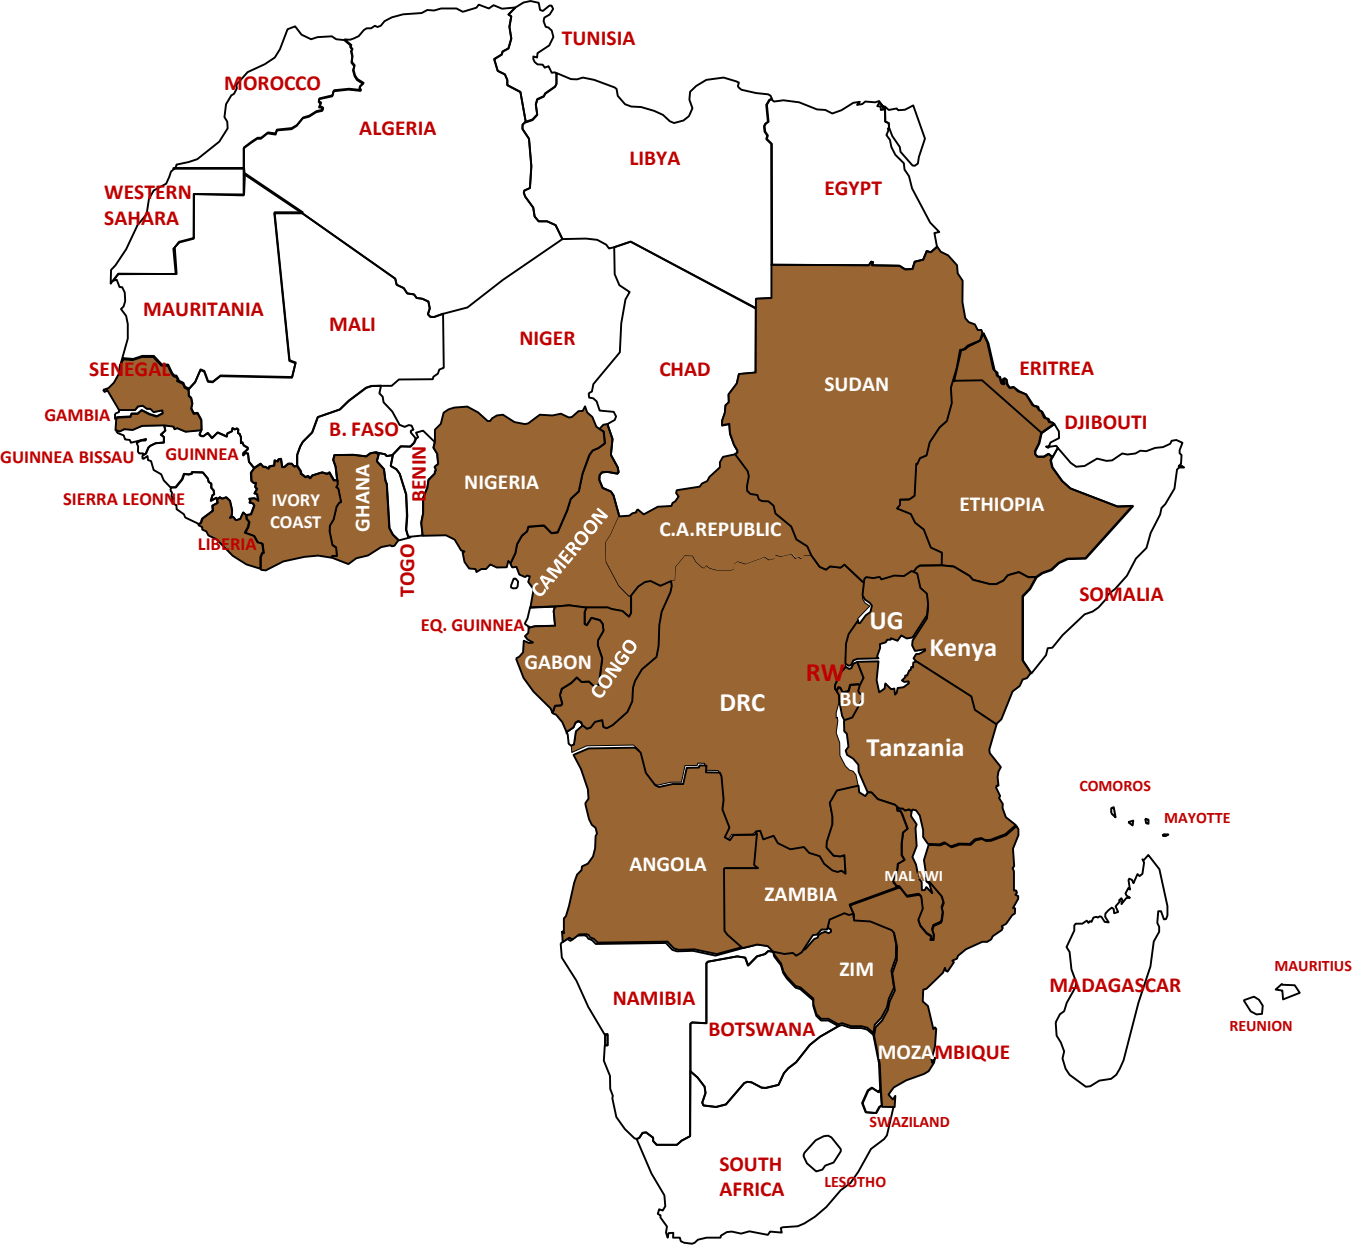 TUNISIA
MOROCCO
ALGERIA
LIBYA
EGYPT
WESTERN
SAHARA
MAURITANIA
MALI
NIGER
CHAD
SUDAN
ERITREA
SENEGAL
GAMBIA
DJIBOUTI
B. FASO
GUINNEA BISSAU
GUINNEA
SIERRA LEONNE
IVORY
COAST
GHANA
BENIN
NIGERIA
ETHIOPIA
C.A.REPUBLIC
LIBERIA
TOGO
CAMEROON
SOMALIA
EQ. GUINNEA
UG
Kenya
GABON
CONGO
RW
BU
DRC
Tanzania
COMOROS
MAYOTTE
ANGOLA
MALAWI
ZAMBIA
ZIM
MAURITIUS
MADAGASCAR
NAMIBIA
BOTSWANA
REUNION
MOZAMBIQUE
SWAZILAND
SOUTH
AFRICA
LESOTHO